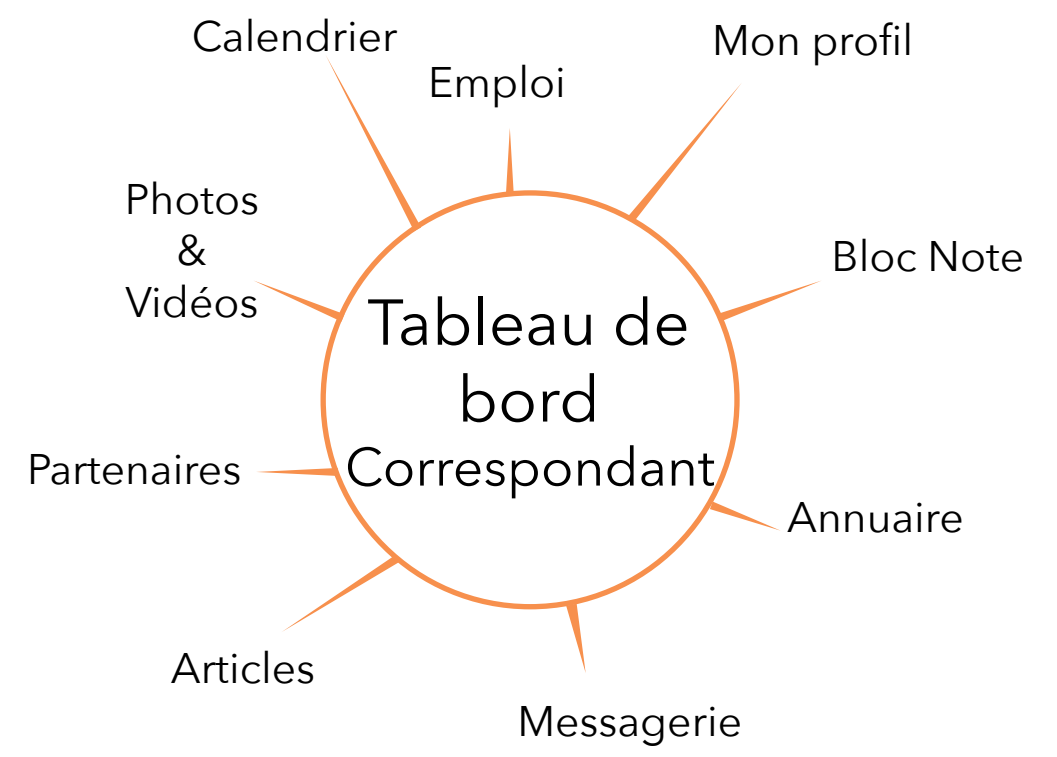 Calendrier
Mon profil
Emploi
Photos
&
Vidéos
Bloc Note
Tableau de
bord
Correspondant
Partenaires
Annuaire
Articles
Messagerie